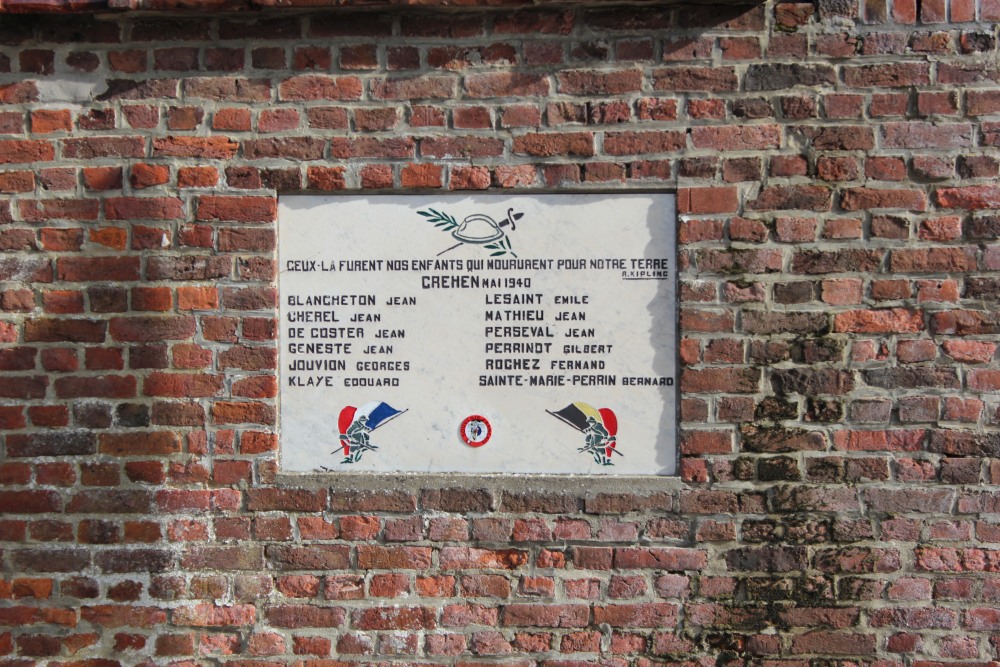 CEUX-LÀ FURENT NOS ENFANTS QUI MOURURENT POUR NOTRE TERRE
R.KIPLING
CREHEN MAI 1940
BLANCHETON JEAN
CHEREL JEAN
DE COSTER JEAN
GENESTE JEAN
JOUVION GEORGES
KLAYE EDOUARD
LESAINT EMILE
MATHIEU JEAN
PERSEVAL JEAN
PERRINOT GILBERT
ROCHEZ FERNAND
SAINTE-MARIE-PERRIN BERNARD